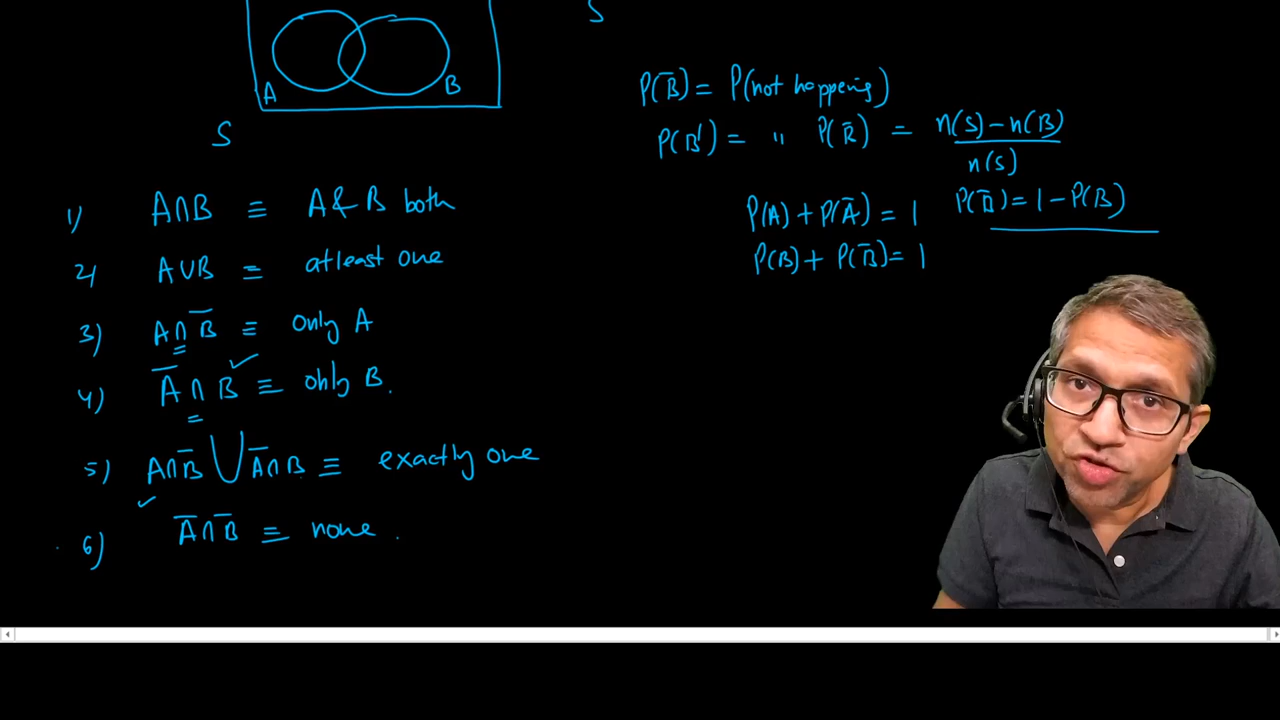 S
A
B
S
1) A∩B ≡ A & B both
2) A∪B ≡ atleast one
3) A∩B̅ ≡ only A
4) A̅∩B ≡ only B.
5) A∩B̅ ⋃ A̅∩B ≡ exactly one
6) A̅∩B̅ ≡ none.
P(B̅) = P(not happening)
P(B') = " P(B̅) = n(S) – n(B) / n(S)
P(A) + P(A̅) = 1 P(B̅) = 1 – P(B)
P(B) + P(B̅) = 1